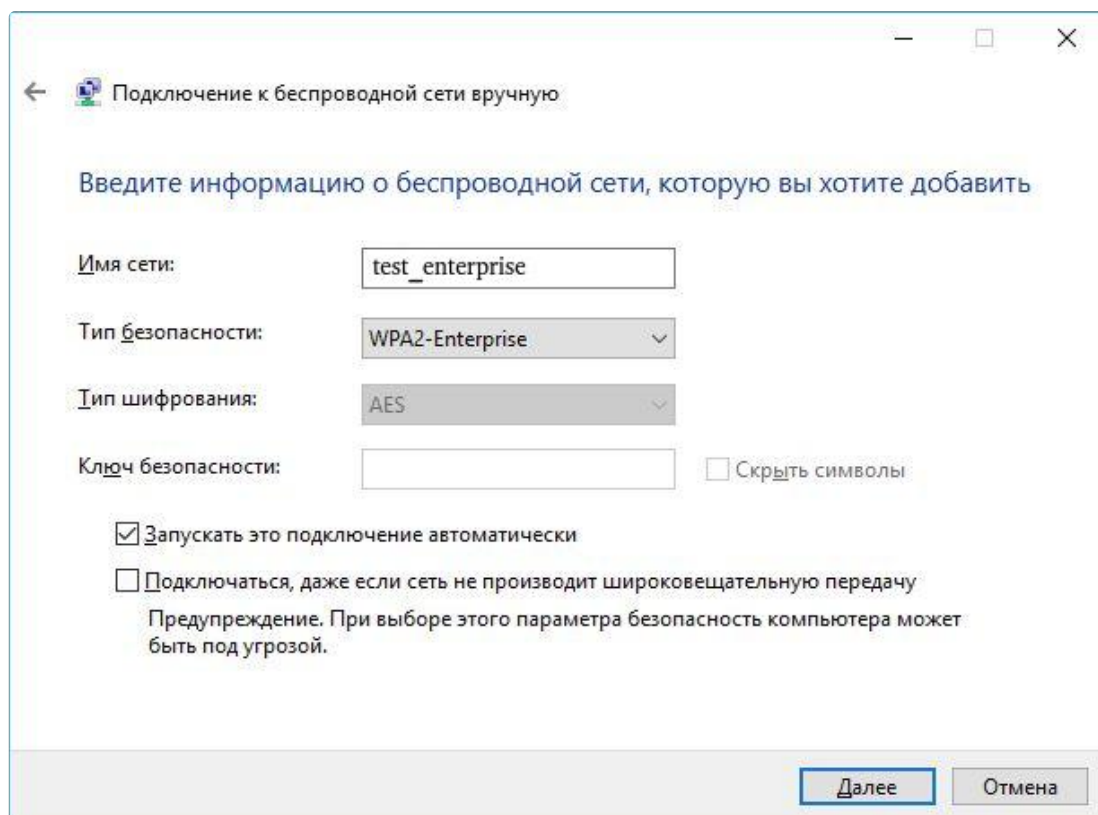 Подключение к беспроводной сети вручную
Введите информацию о беспроводной сети, которую вы хотите добавить
Имя сети: test_enterprise
Тип безопасности: WPA2-Enterprise
Тип шифрования: AES
Ключ безопасности: Скрыть символы
Запускать это подключение автоматически
Подключаться, даже если сеть не производит широковещательную передачу
Предупреждение. При выборе этого параметра безопасность компьютера может
быть под угрозой.
Далее Отмена